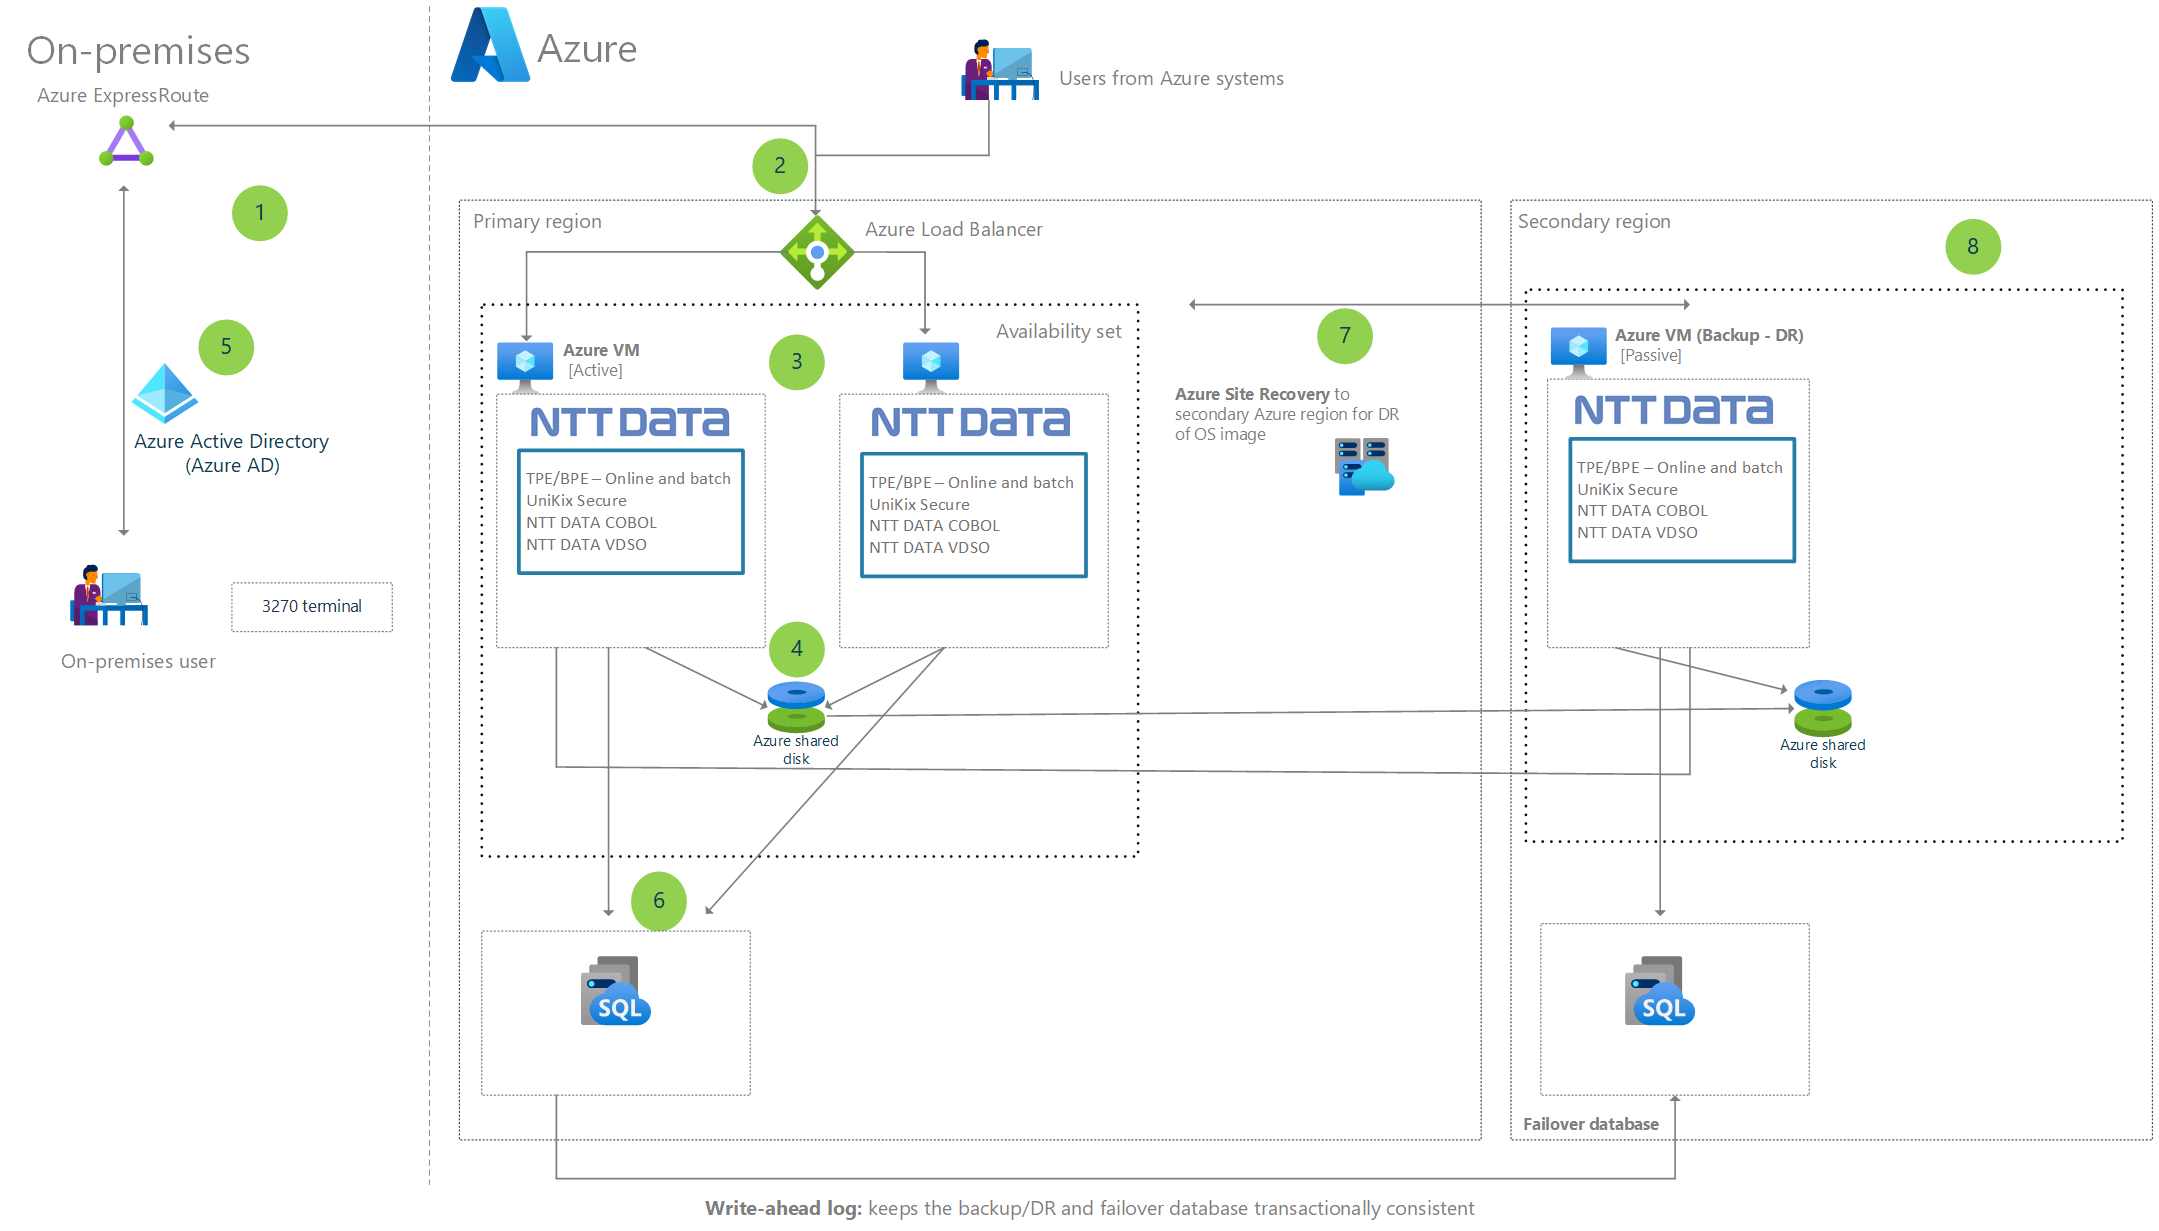 On-premises
Azure ExpressRoute
1
5
Azure Active Directory
(Azure AD)
3270 terminal
On-premises user
Azure
Users from Azure systems
2
Primary region
Azure Load Balancer
Availability set
Azure VM
[Active]
3
NTT DATA
TPE/BPE – Online and batch
UniKix Secure
NTT DATA COBOL
NTT DATA VDSO
NTT DATA
TPE/BPE – Online and batch
UniKix Secure
NTT DATA COBOL
NTT DATA VDSO
4
Azure shared
disk
6
SQL
7
Azure Site Recovery to
secondary Azure region for DR
of OS image
Secondary region
8
Azure VM (Backup - DR)
[Passive]
NTT DATA
TPE/BPE – Online and batch
UniKix Secure
NTT DATA COBOL
NTT DATA VDSO
Azure shared
disk
SQL
Failover database
Write-ahead log: keeps the backup/DR and failover database transactionally consistent